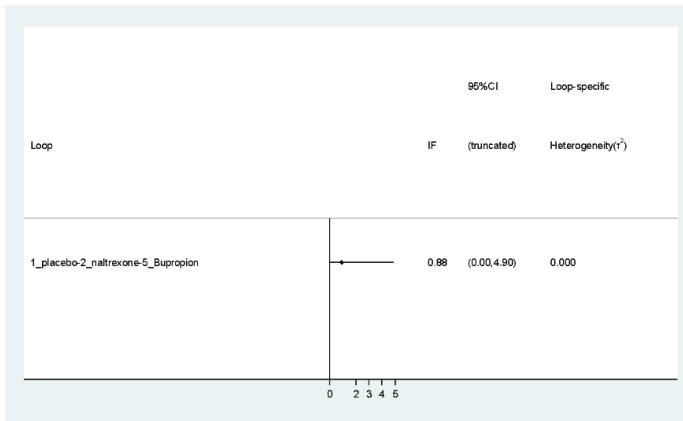 95%CI Loop-specific
Loop IF (truncated) Heterogeneity(τ²)
1_placebo-2_naltrexone-5_Bupropion 0.88 (0.00,4.90) 0.000
0 2 3 4 5